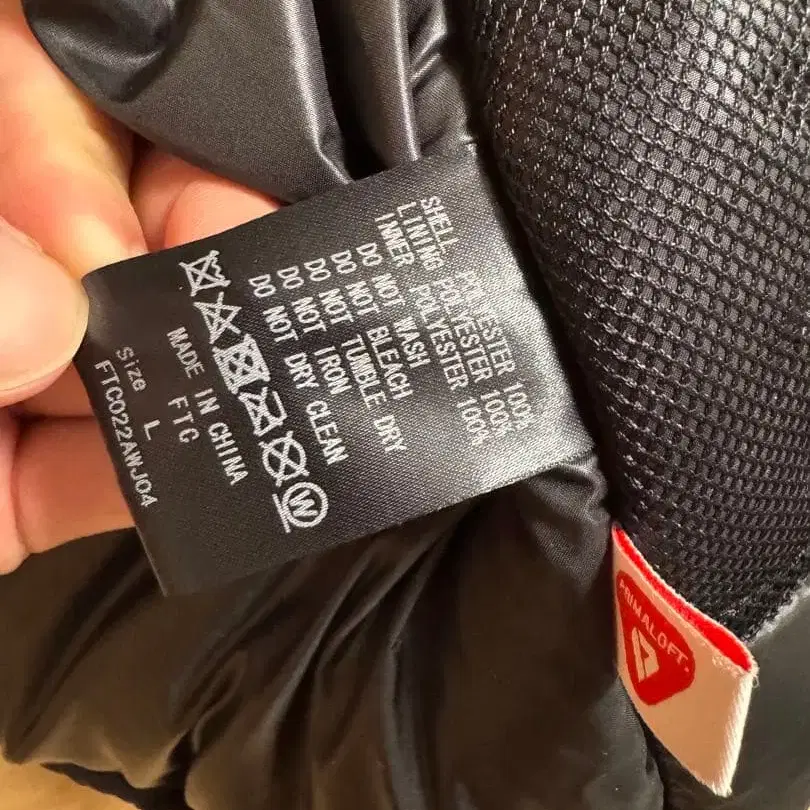 SHELL POLYESTER 100%
LINING POLYESTER 100%
INNER POLYESTER 100%
DO NOT WASH
DO NOT BLEACH
DO NOT TUMBLE DRY
DO NOT IRON
DO NOT DRY CLEAN
W
MADE IN CHINA
FTC
Size L
FTC022AWJ04
PRIMALOFT